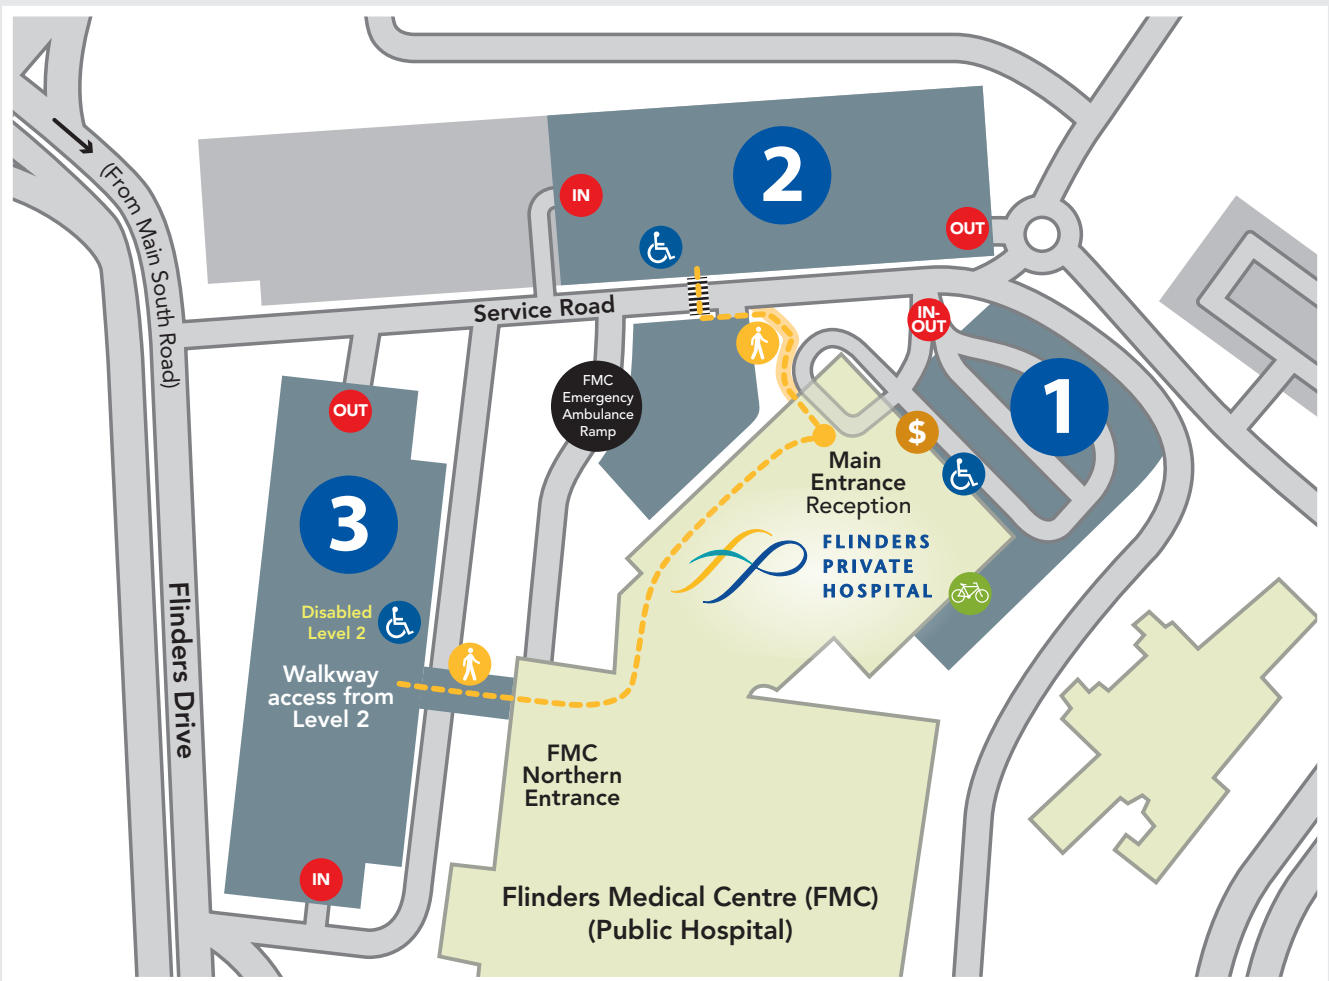 (From Main South Road)
2
IN
OUT
Service Road
IN-
OUT
1
FMC
Emergency
Ambulance
Ramp
OUT
$
Main
Entrance
Reception
3
FLINDERS
PRIVATE
HOSPITAL
Disabled
Level 2
Flinders Drive
Walkway
access from
Level 2
FMC
Northern
Entrance
IN
Flinders Medical Centre (FMC)
(Public Hospital)